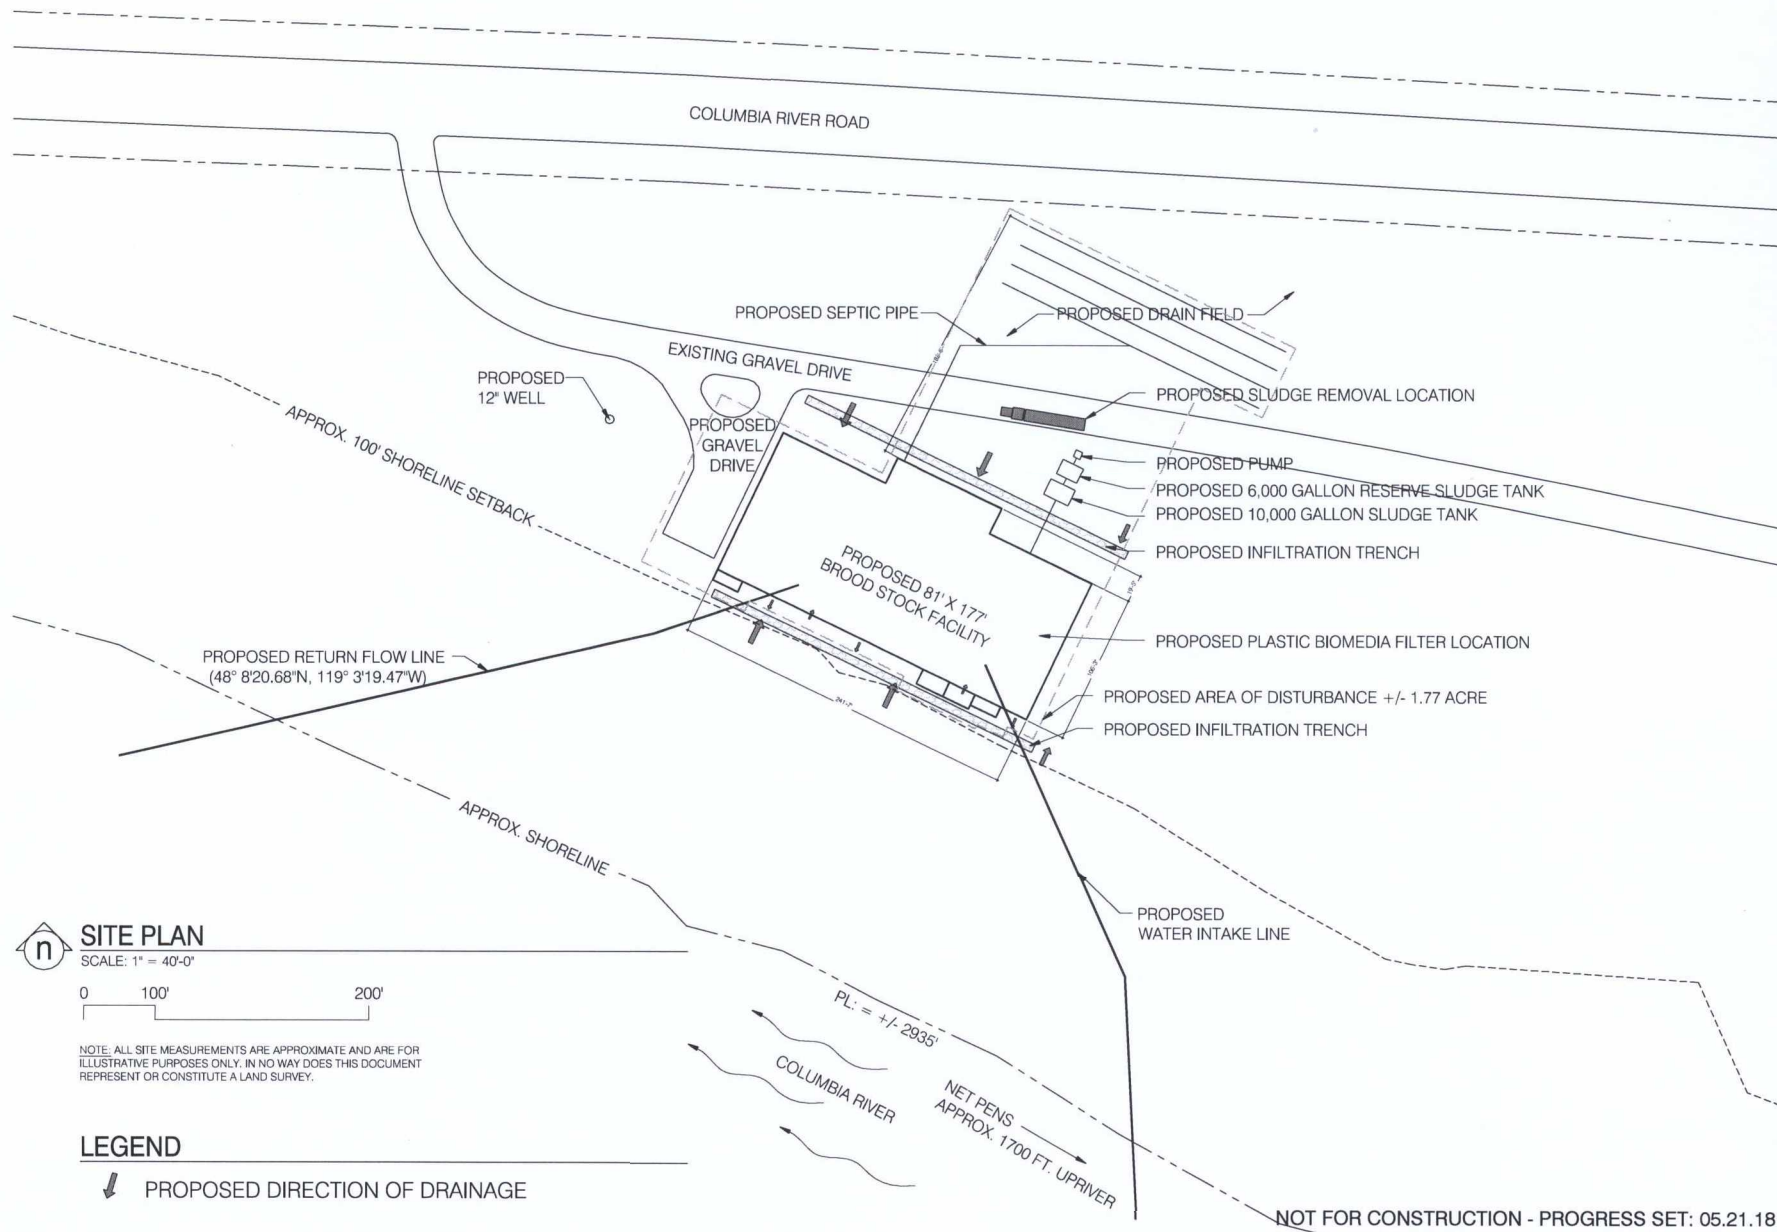 COLUMBIA RIVER ROAD
PROPOSED SEPTIC PIPE
PROPOSED DRAIN FIELD
EXISTING GRAVEL DRIVE
PROPOSED
12" WELL
PROPOSED
GRAVEL
DRIVE
PROPOSED SLUDGE REMOVAL LOCATION
APPROX. 100' SHORELINE SETBACK
PROPOSED PUMP
PROPOSED 6,000 GALLON RESERVE SLUDGE TANK
PROPOSED 10,000 GALLON SLUDGE TANK
PROPOSED INFILTRATION TRENCH
PROPOSED 81' X 177'
BROOD STOCK FACILITY
PROPOSED PLASTIC BIOMEDIA FILTER LOCATION
PROPOSED RETURN FLOW LINE
(48° 8'20.68"N, 119° 3'19.47"W)
PROPOSED AREA OF DISTURBANCE +/- 1.77 ACRE
PROPOSED INFILTRATION TRENCH
APPROX. SHORELINE
PROPOSED
WATER INTAKE LINE
n
SITE PLAN
SCALE: 1" = 40'-0"
0 100' 200'
NOTE: ALL SITE MEASUREMENTS ARE APPROXIMATE AND ARE FOR
ILLUSTRATIVE PURPOSES ONLY. IN NO WAY DOES THIS DOCUMENT
REPRESENT OR CONSTITUTE A LAND SURVEY.
PL: = +/- 2935'
COLUMBIA RIVER
NET PENS
APPROX. 1700 FT. UPRIVER
LEGEND
PROPOSED DIRECTION OF DRAINAGE
NOT FOR CONSTRUCTION - PROGRESS SET: 05.21.18